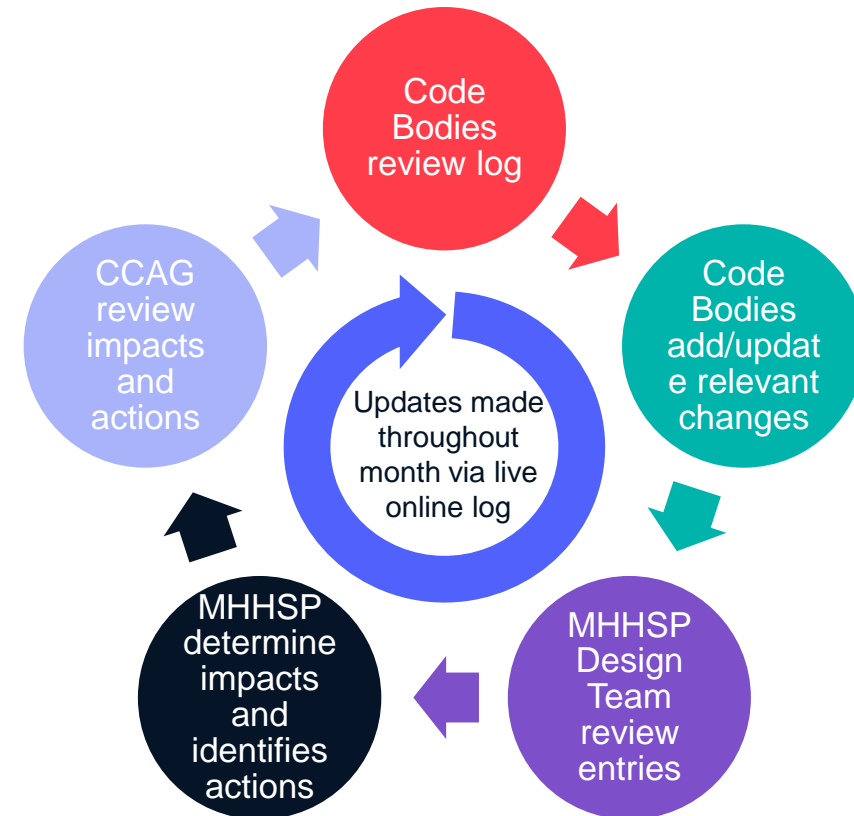 Code
Bodies
review log
Code
Bodies
add/updat
e relevant
changes
MHHSP
Design
Team
review
entries
MHHSP
determine
impacts
and
identifies
actions
CCAG
review
impacts
and
actions
Updates made
throughout
month via live
online log